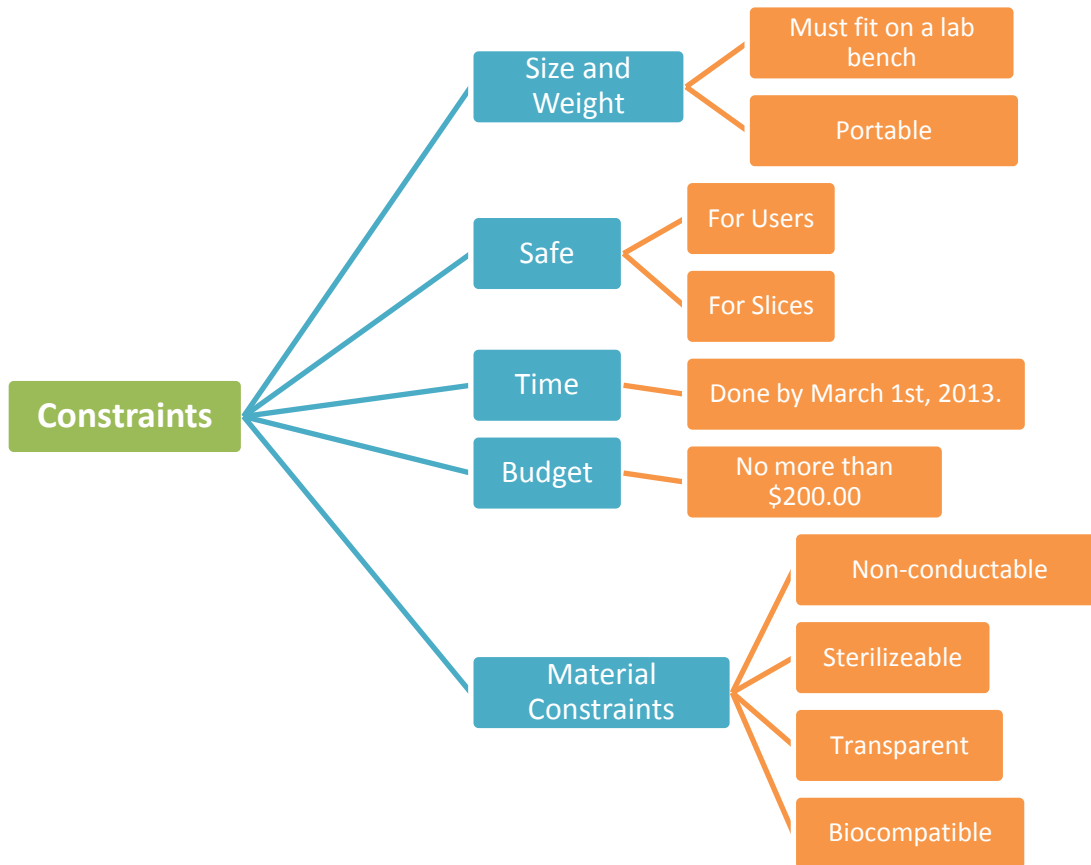 Constraints
Size and
Weight
Must fit on a lab
bench
Portable
Safe
For Users
For Slices
Time
Done by March 1st, 2013.
Budget
No more than
$200.00
Material
Constraints
Non-conductable
Sterilizeable
Transparent
Biocompatible